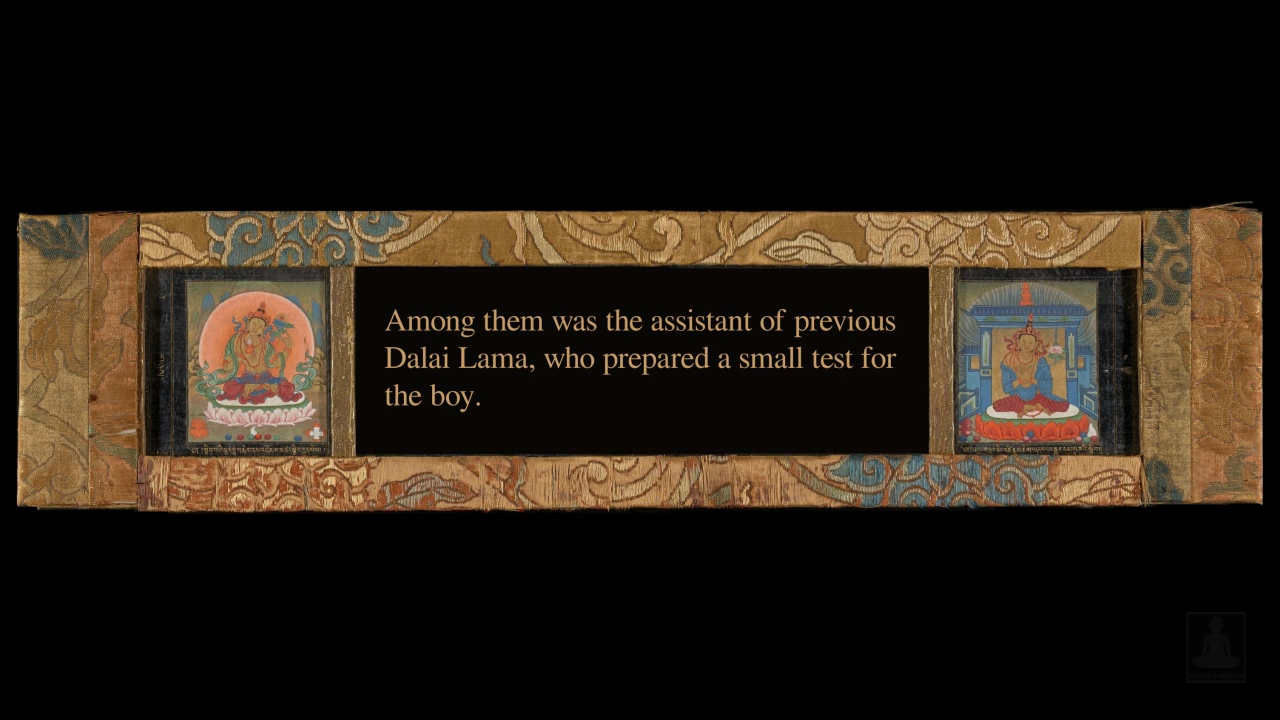 Among them was the assistant of previous
Dalai Lama, who prepared a small test for
the boy.